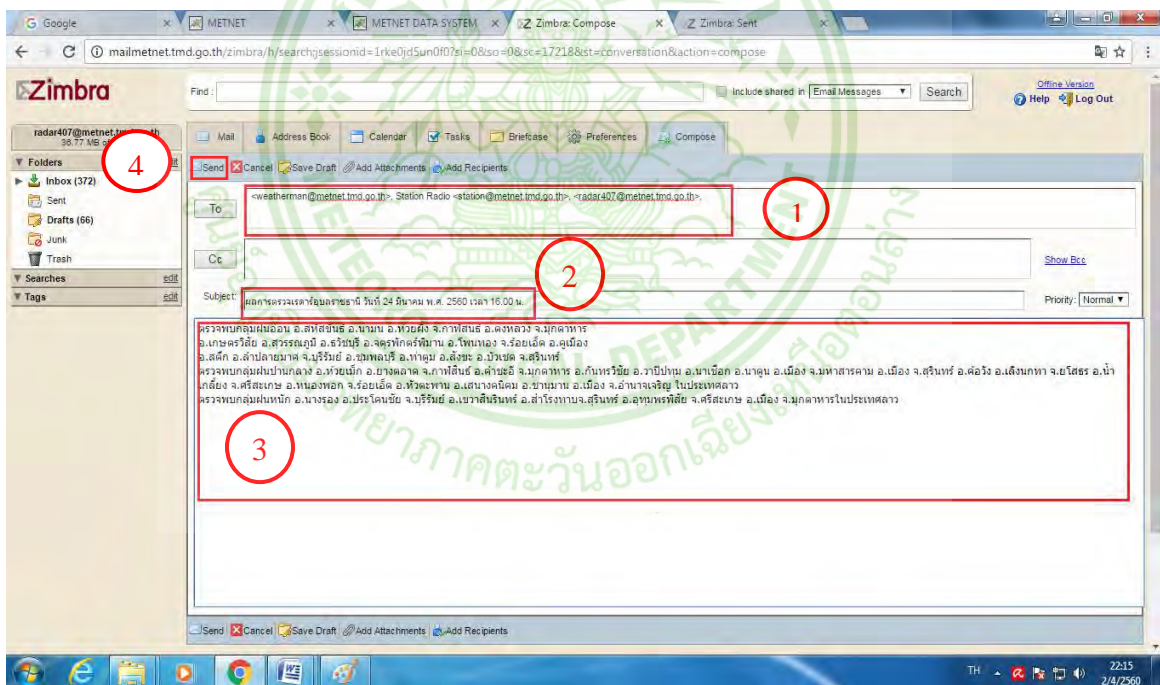 Google
METNET
METNET DATA SYSTEM
Zimbra: Compose
Zimbra: Sent
mailmetnet.tmd.go.th/zimbra/h/search;jsessionid=1rke0jd5un0f0?si=0&so=0&sc=17218&st=conversation&action=compose
Zimbra
Find :
include shared in Email Messages Search
Offline Version
Help Log Out
36.77 MB
Mail Address Book Calendar Tasks Briefcase Preferences Compose
4
Folders
Send Cancel Save Draft Add Attachments Add Recipients
Inbox (372)
Sent
Drafts (66)
Junk
Trash
Searches edit
Tags edit
To <weatherman@metnet.tmd.go.th>, Station Radio <station@metnet.tmd.go.th>, <radar407@metnet.tmd.go.th>,
1
Cc
Show Bcc
2
Subject: ผลการตรวจเรดาร์อุบลราชธานี วันที่ 24 มีนาคม พ.ศ. 2560 เวลา 16.00 น.
Priority: Normal
ตรวจพบกลุ่มฝนอ่อน อ.สหัสขันธ์ อ.นามน อ.ห้วยผึ้ง จ.กาฬสินธุ์ อ.ดงหลวง จ.มุกดาหาร
อ.เกษตรวิสัย อ.สุวรรณภูมิ อ.ธวัชบุรี อ.จตุรพักตร์พิมาน อ.โพนทอง จ.ร้อยเอ็ด อ.คูเมือง
อ.สตึก อ.ลำปลายมาศ จ.บุรีรัมย์ อ.ชุมพลบุรี อ.ท่าตูม อ.สังขะ อ.บัวเชด จ.สุรินทร์
ตรวจพบกลุ่มฝนปานกลาง อ.ห้วยเม็ก อ.ยางตลาด จ.กาฬสินธุ์ อ.คำชะอี จ.มุกดาหาร อ.กันทรวิชัย อ.วาปีปทุม อ.นาเชือก อ.นาดูน อ.เมือง จ.มหาสารคาม อ.เมือง จ.สุรินทร์ อ.ค้อวัง อ.เลิงนกทา จ.ยโสธร อ.น้ำ
เกลี้ยง จ.ศรีสะเกษ อ.หนองพอก จ.ร้อยเอ็ด อ.หัวตะพาน อ.เสนางคนิคม อ.ชานุมาน อ.เมือง จ.อำนาจเจริญ ในประเทศลาว
ตรวจพบกลุ่มฝนหนัก อ.นางรอง อ.ประโคนชัย จ.บุรีรัมย์ อ.เขวาสินรินทร์ อ.สำโรงทาบ จ.สุรินทร์ อ.อุทุมพรพิสัย จ.ศรีสะเกษ อ.เมือง จ.มุกดาหารในประเทศลาว
3
Send Cancel Save Draft Add Attachments Add Recipients
TH
22:15
2/4/2560